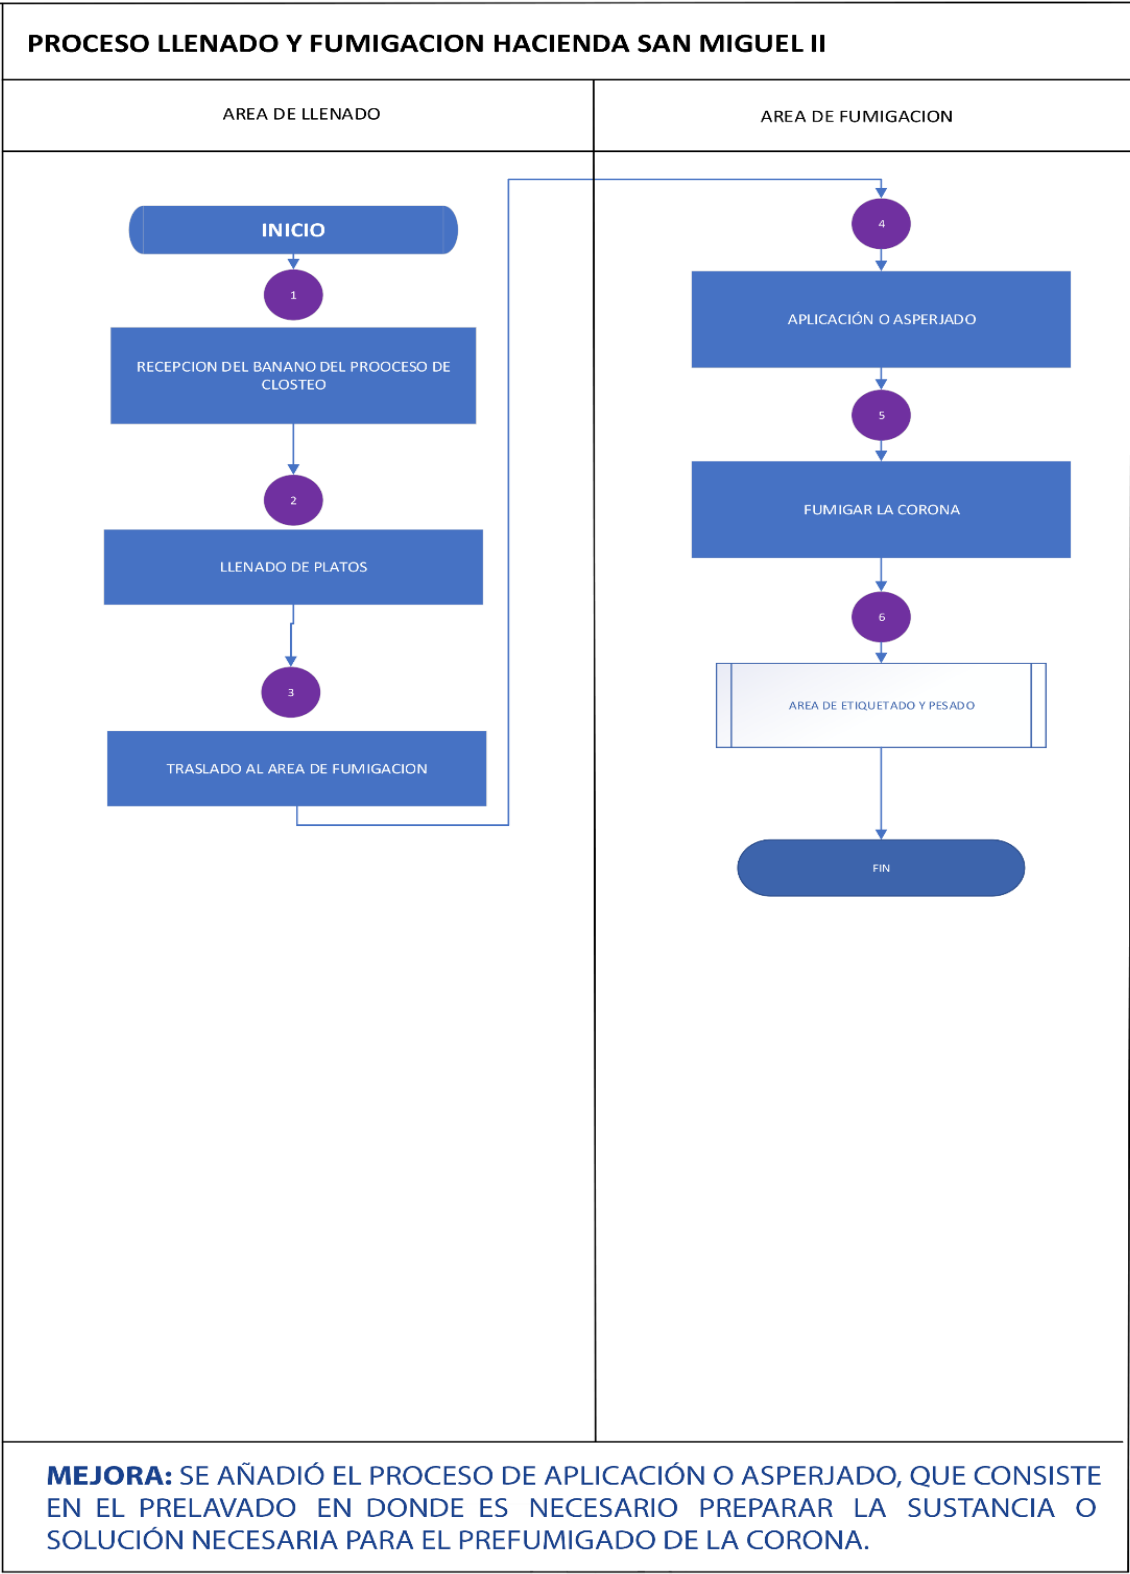 PROCESO LLENADO Y FUMIGACION HACIENDA SAN MIGUEL II
AREA DE LLENADO
AREA DE FUMIGACION
INICIO
1
RECEPCION DEL BANANO DEL PROOCESO DE
CLOSTEO
2
LLENADO DE PLATOS
3
TRASLADO AL AREA DE FUMIGACION
4
APLICACIÓN O ASPERJADO
5
FUMIGAR LA CORONA
6
AREA DE ETIQUETADO Y PESADO
FIN
MEJORA: SE AÑADIÓ EL PROCESO DE APLICACIÓN O ASPERJADO, QUE CONSISTE
EN EL PRELAVADO EN DONDE ES NECESARIO PREPARAR LA SUSTANCIA O
SOLUCIÓN NECESARIA PARA EL PREFUMIGADO DE LA CORONA.